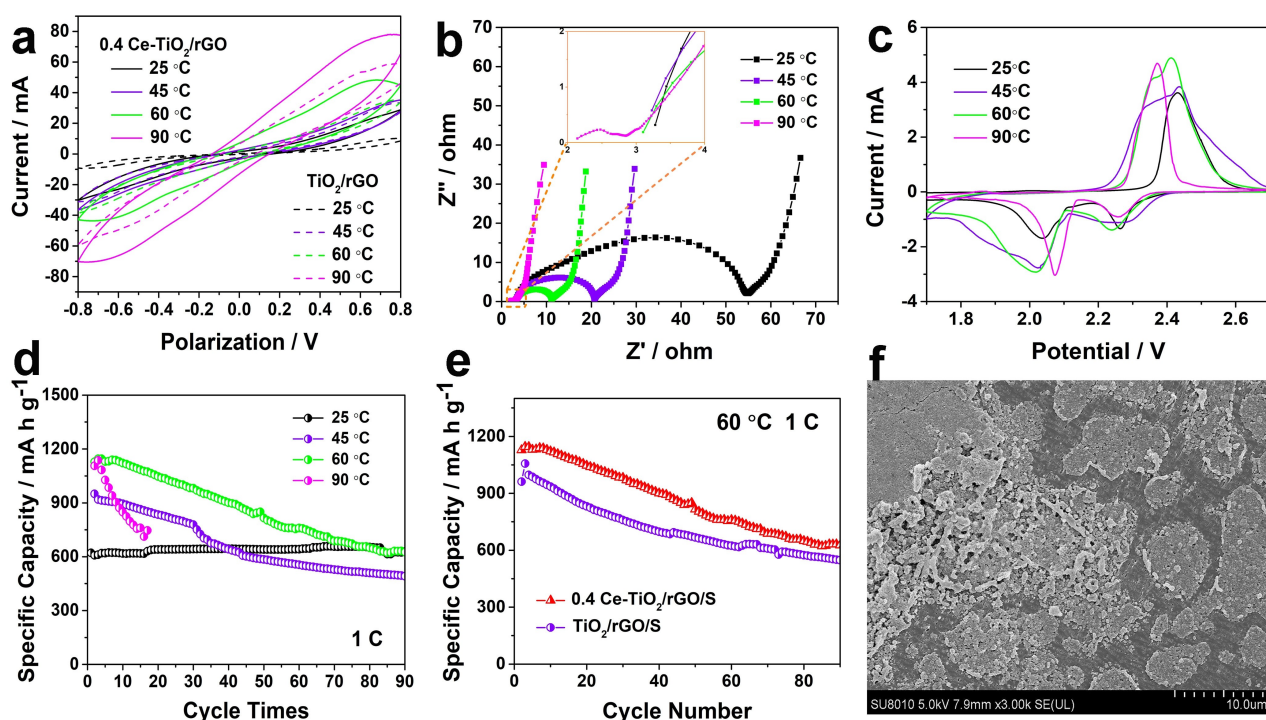 a
0.4 Ce-TiO2/rGO
25 °C
45 °C
60 °C
90 °C
TiO2/rGO
25 °C
45 °C
60 °C
90 °C
Current / mA
80
60
40
20
0
-20
-40
-60
-80
-0.8 -0.6 -0.4 -0.2 0.0 0.2 0.4 0.6 0.8
Polarization / V
b
25 °C
45 °C
60 °C
90 °C
Z" / ohm
70
60
50
40
30
20
10
0
2
1
0
2 3 4
0 10 20 30 40 50 60 70
Z' / ohm
c
25°C
45°C
60°C
90°C
Current / mA
6
4
2
0
2
-4
1.8 2.0 2.2 2.4 2.6
Potential / V
d
25 °C
45 °C
60 °C
90 °C
1 C
Specific Capacity / mA h g-1
1500
1200
900
600
300
0
0 10 20 30 40 50 60 70 80 90
Cycle Times
e
60 °C 1 C
0.4 Ce-TiO2/rGO/S
TiO2/rGO/S
Specific Capacity / mA h g-1
1200
900
600
300
0
0 20 40 60 80
Cycle Number
f
SU8010 5.0kV 7.9mm x3.00k SE(UL)
10.0um